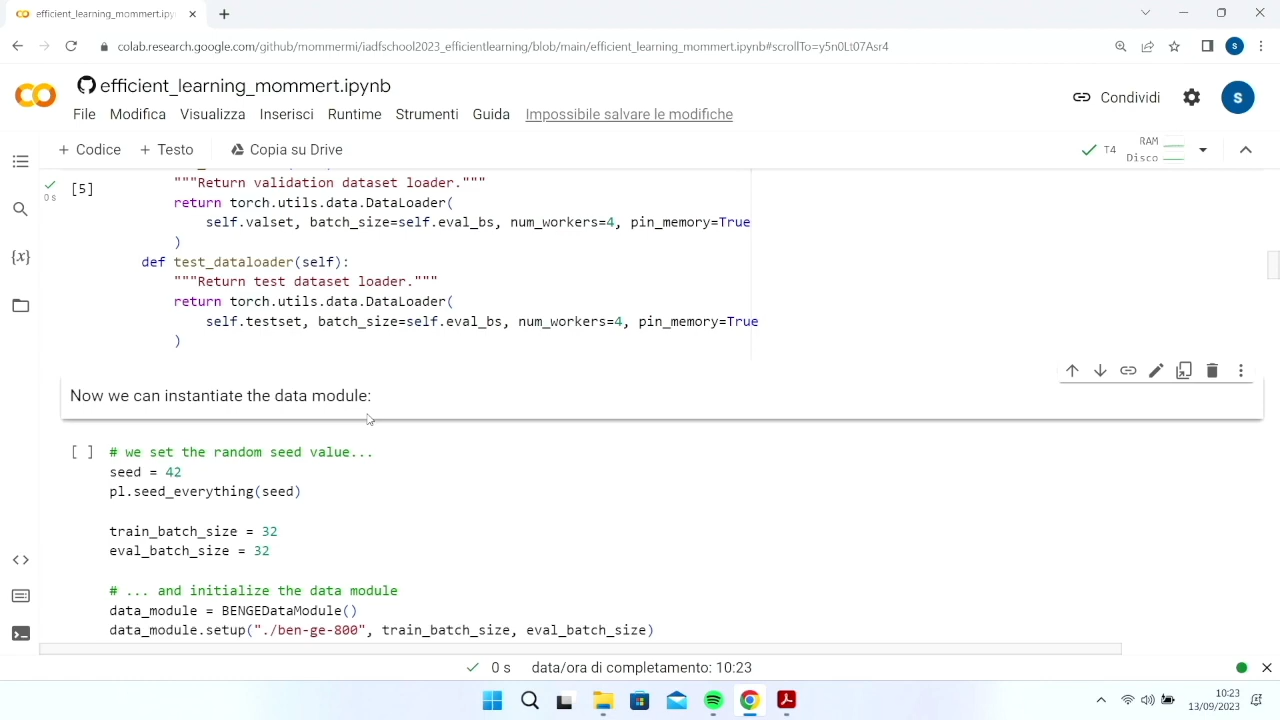 efficient_learning_mommert.ipy
colab.research.google.com/github/mommermi/iadfschool2023_efficientlearning/blob/main/efficient_learning_mommert.ipynb#scrollTo=y5n0Lt07Asr4
S
efficient_learning_mommert.ipynb
File Modifica Visualizza Inserisci Runtime Strumenti Guida Impossibile salvare le modifiche
Condividi
S
+ Codice + Testo Copia su Drive
T4 RAM
Disco
[5]
0 s
"""Return validation dataset loader."""
return torch.utils.data.DataLoader(
self.valset, batch_size=self.eval_bs, num_workers=4, pin_memory=True
)
def test_dataloader(self):
"""Return test dataset loader."""
return torch.utils.data.DataLoader(
self.testset, batch_size=self.eval_bs, num_workers=4, pin_memory=True
)
Now we can instantiate the data module:
[ ] # we set the random seed value...
seed = 42
pl.seed_everything(seed)
train_batch_size = 32
eval_batch_size = 32
# ... and initialize the data module
data_module = BENGEDataModule()
data_module.setup("./ben-ge-800", train_batch_size, eval_batch_size)
0 s data/ora di completamento: 10:23
10:23
13/09/2023